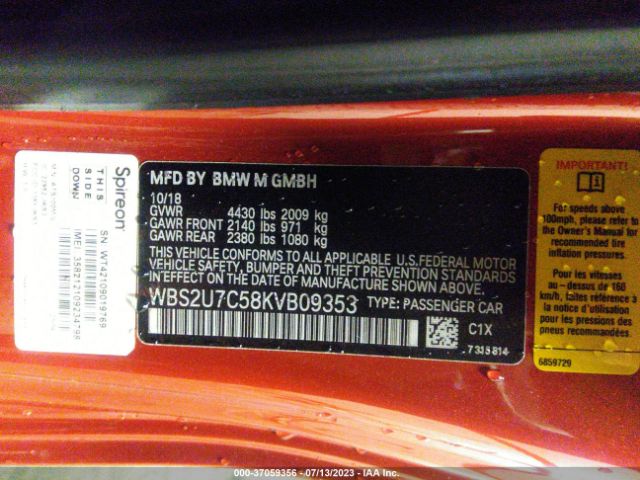 MFD BY BMW M GMBH
10/18
GVWR 4430 lbs 2009 kg
GAWR FRONT 2140 lbs 971 kg
GAWR REAR 2380 lbs 1080 kg
THIS VEHICLE CONFORMS TO ALL APPLICABLE U.S.FEDERAL MOTOR
VEHICLE SAFETY, BUMPER AND THEFT PREVENTION STANDARDS
IN EFFECT ON THE DATE OF MANUFACTURE SHOWN ABOVE.
WBS2U7C58KVB09353 TYPE: PASSENGER CAR
C1X
7 315 814
Spireon
THIS
SIDE
DOWN
SN WT42109019769
IMEI 358212109234798
IMPORTANT!
For speeds above
100mph, please refer to
the Owner's Manual for
recommended tire
inflation pressures.
Pour les vitesses
au - dessus de 160
km/h, faites référence à
votre manuel d'utilisation
pour les pressions de
pneus recommandées.
6859729
000-37059356 - 07/13/2023 - IAA Inc.